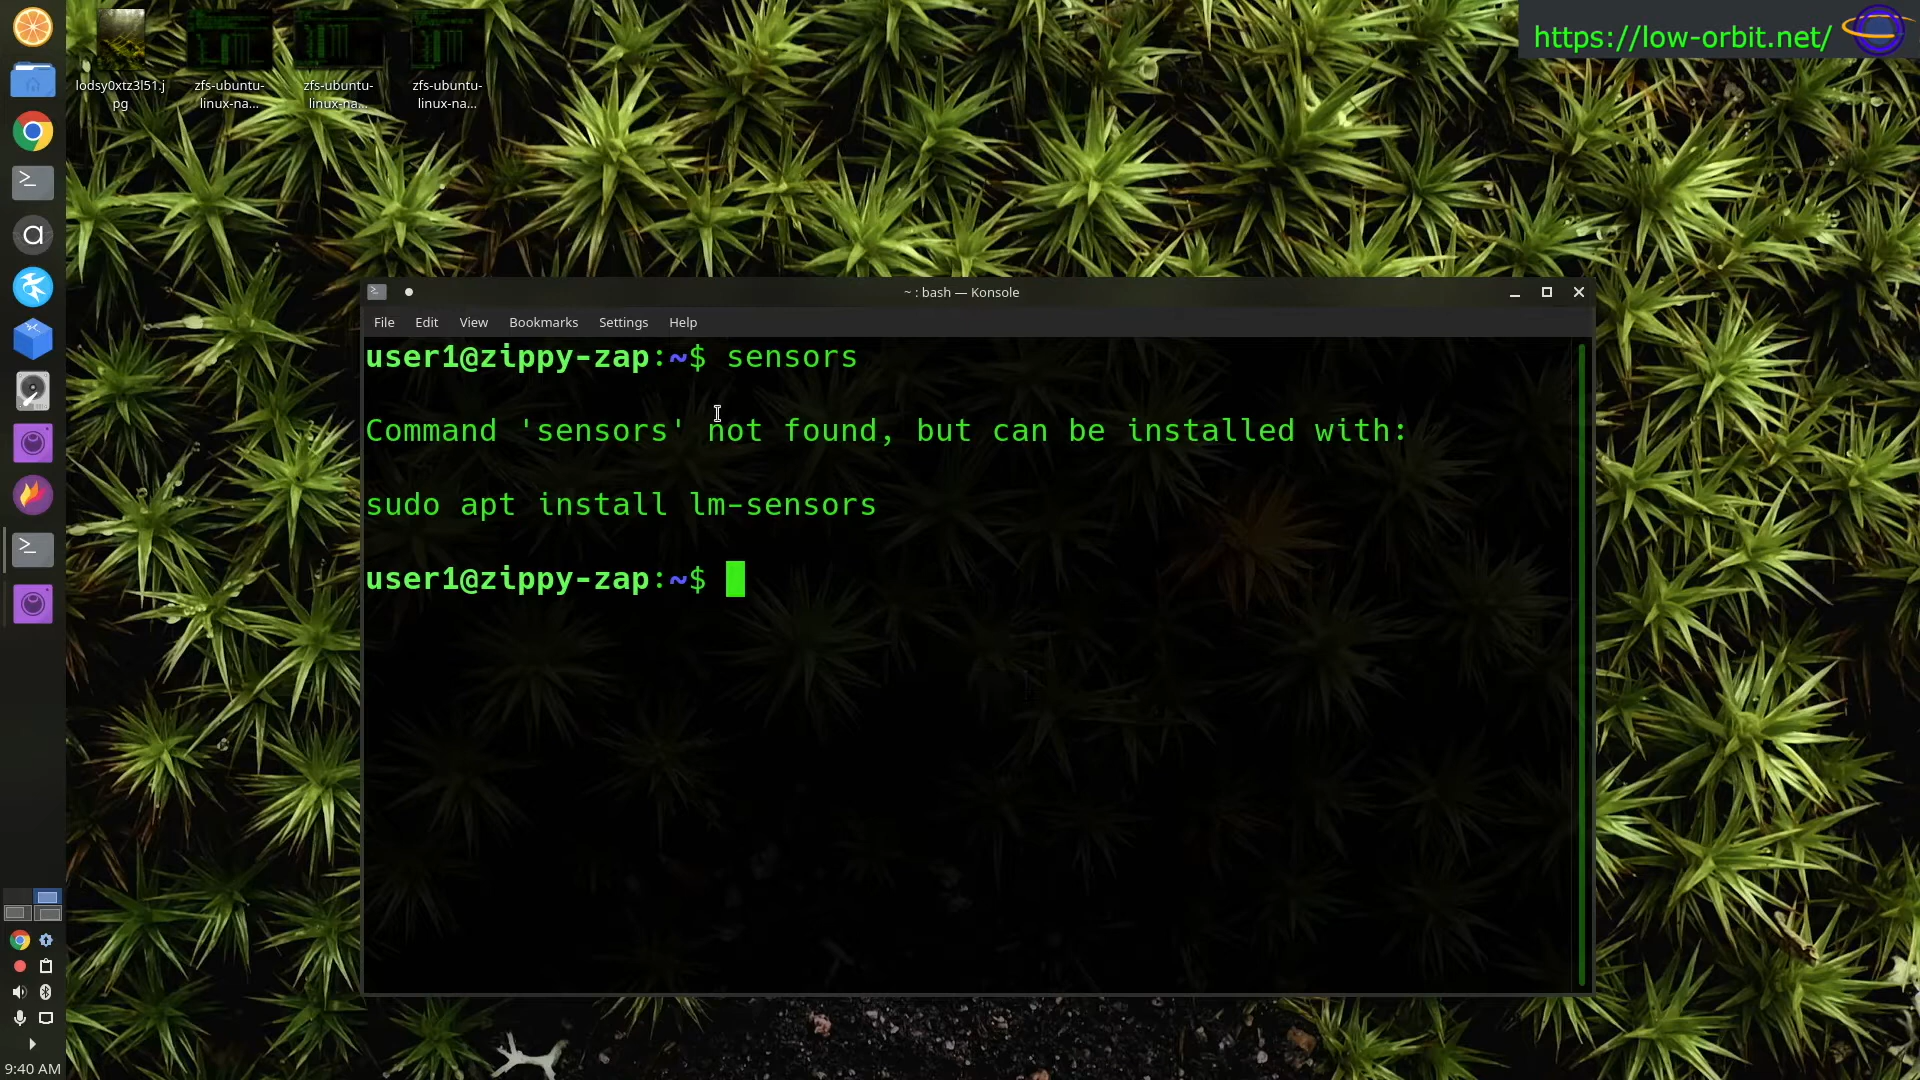 https://low-orbit.net/
lodsy0xtz3l51.j
pg
zfs-ubuntu-
linux-na...
zfs-ubuntu-
linux-na...
zfs-ubuntu-
linux-na...
~ : bash — Konsole
File Edit View Bookmarks Settings Help
user1@zippy-zap:~$ sensors
Command 'sensors' not found, but can be installed with:
sudo apt install lm-sensors
user1@zippy-zap:~$
9:40 AM